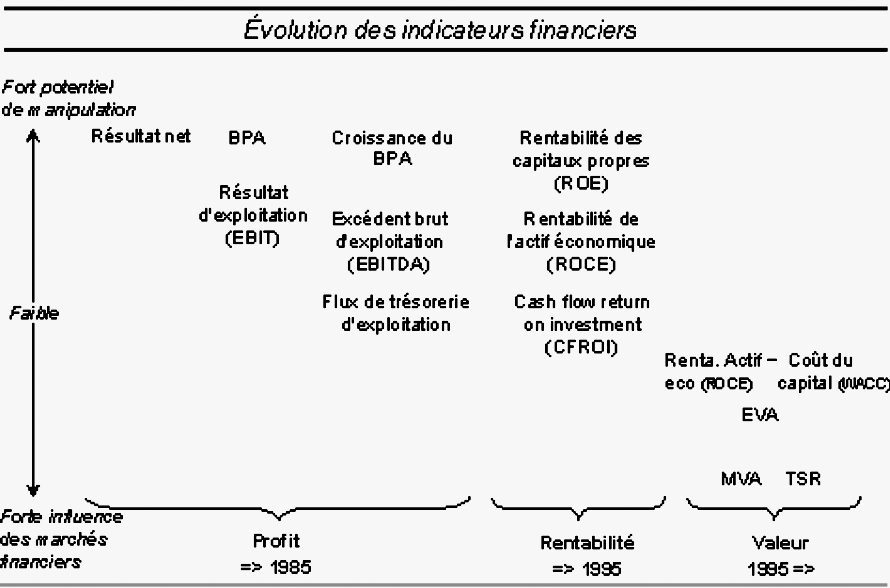 Évolution des indicateurs financiers
Fort potentiel
de manipulation
Résultat net
BPA
Croissance du
BPA
Rentabilité des
capitaux propres
(ROE)
Résultat
d'exploitation
(EBIT)
Excédent brut
d'exploitation
(EBITDA)
Rentabilité de
l'actif économique
(ROCE)
Faible
Flux de trésorerie
d'exploitation
Cash flow return
on investment
(CFROI)
Renta. Actif – Coût du
eco (ROCE) capital (WACC)
EVA
MVA TSR
Forte influence
des marchés
financiers
Profit
=> 1985
Rentabilité
=> 1995
Valeur
1995 =>